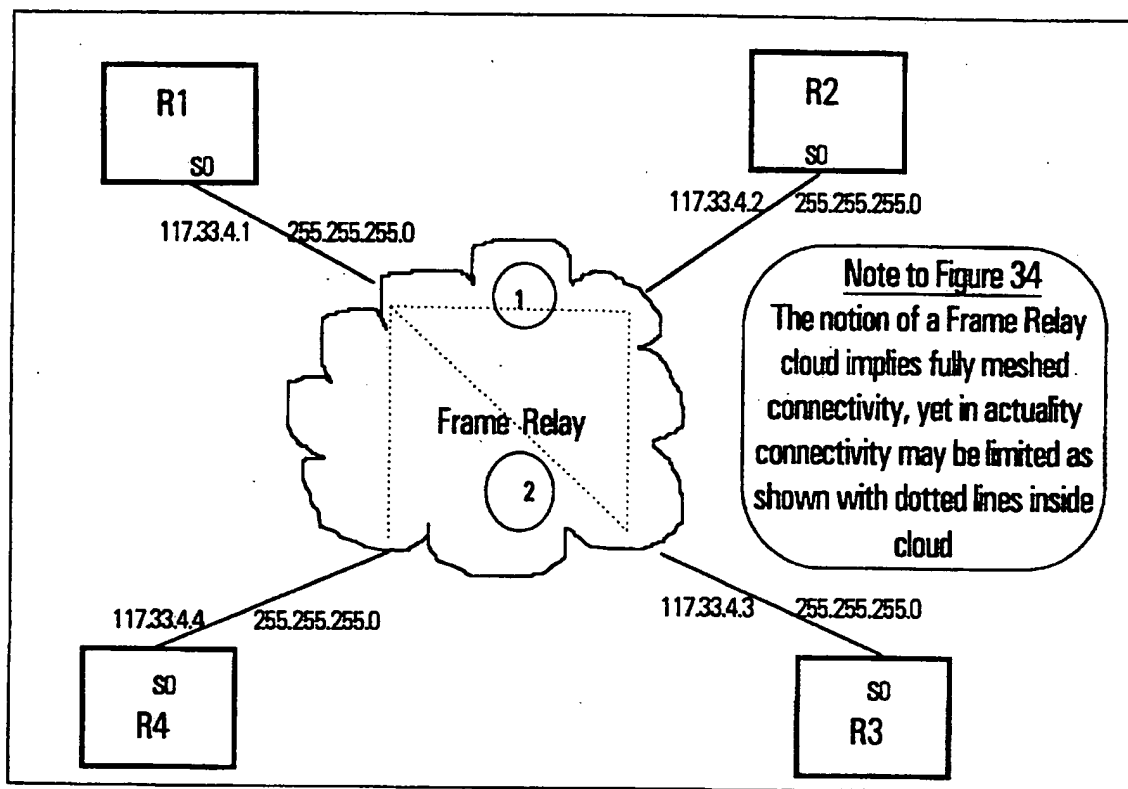 R1
S0
R2
S0
117.33.4.1 255.255.255.0
117.33.4.2 255.255.255.0
1
Note to Figure 34
The notion of a Frame Relay
cloud implies fully meshed
connectivity, yet in actuality
connectivity may be limited as
shown with dotted lines inside
cloud
Frame Relay
2
117.33.4.4 255.255.255.0
117.33.4.3 255.255.255.0
S0
R4
S0
R3